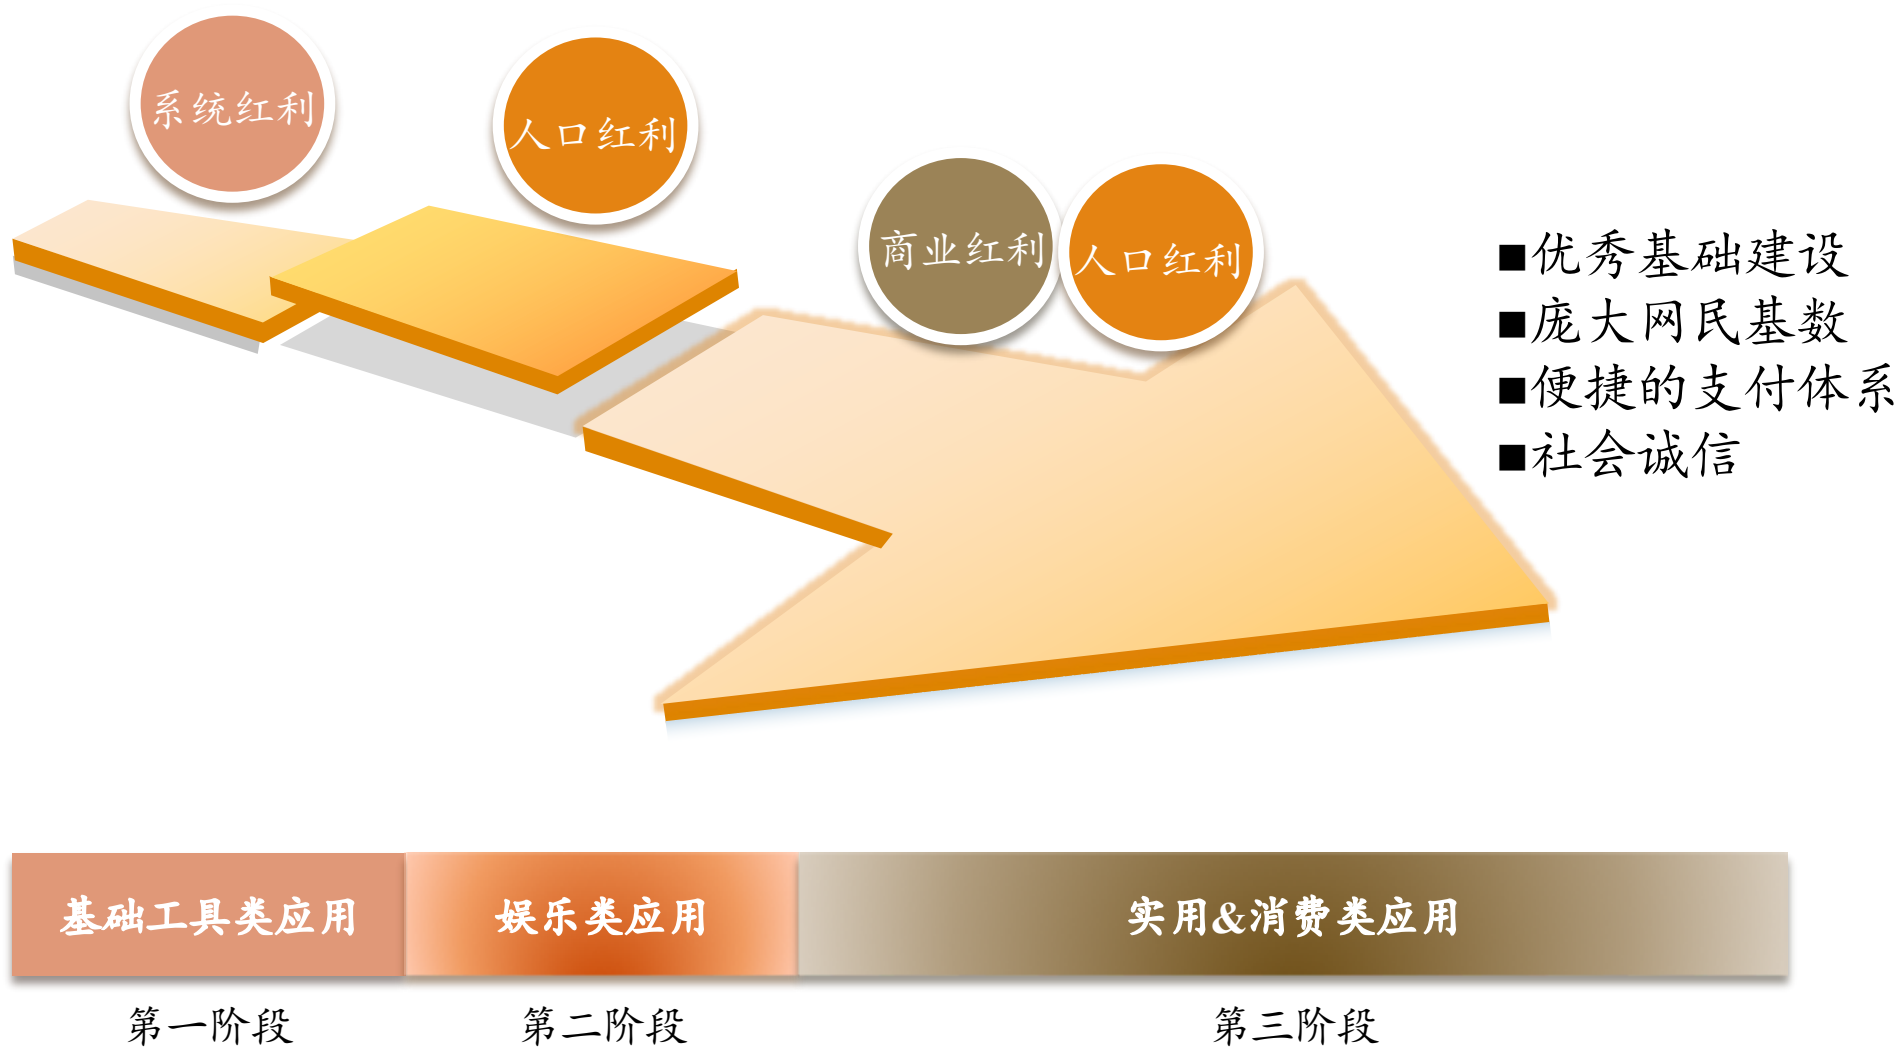 系统红利
人口红利
商业红利
人口红利
■优秀基础建设
■庞大网民基数
■便捷的支付体系
■社会诚信
基础工具类应用
娱乐类应用
实用&消费类应用
第一阶段
第二阶段
第三阶段